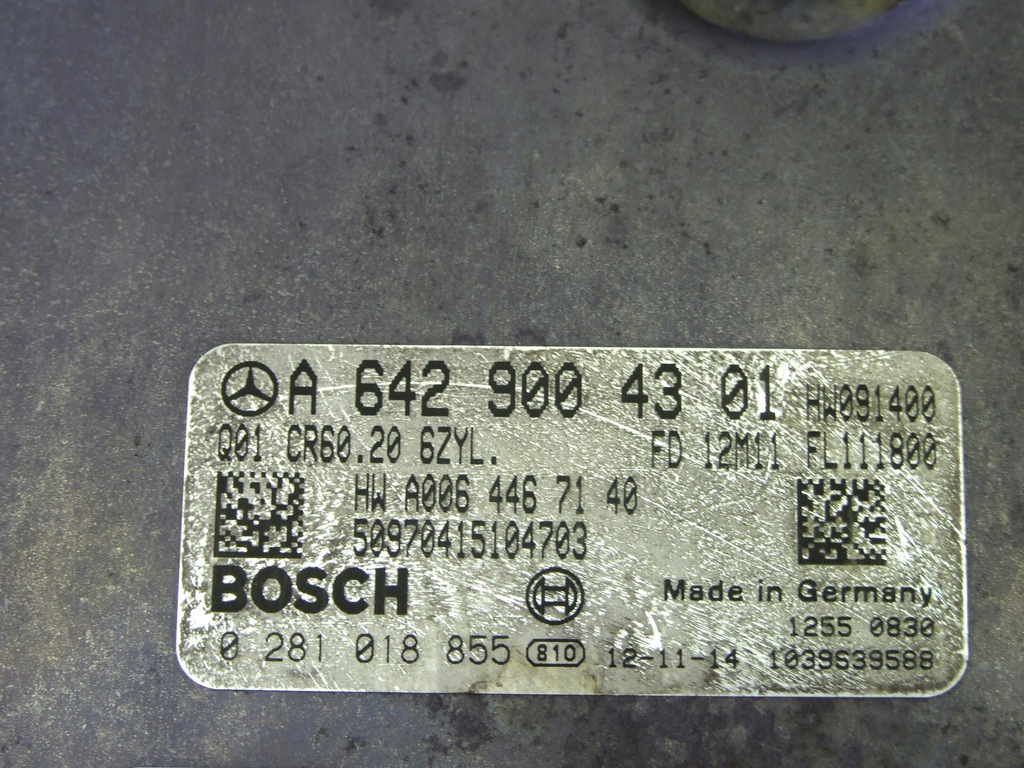 A 642 900 43 01 HW091400
Q01 CR60.20 6ZYL. FD 12M11 FL111800
HW A006 446 71 40
50970415104703
BOSCH Made in Germany
1255 0830
0 281 018 855 810 12-11-14 1039S39588